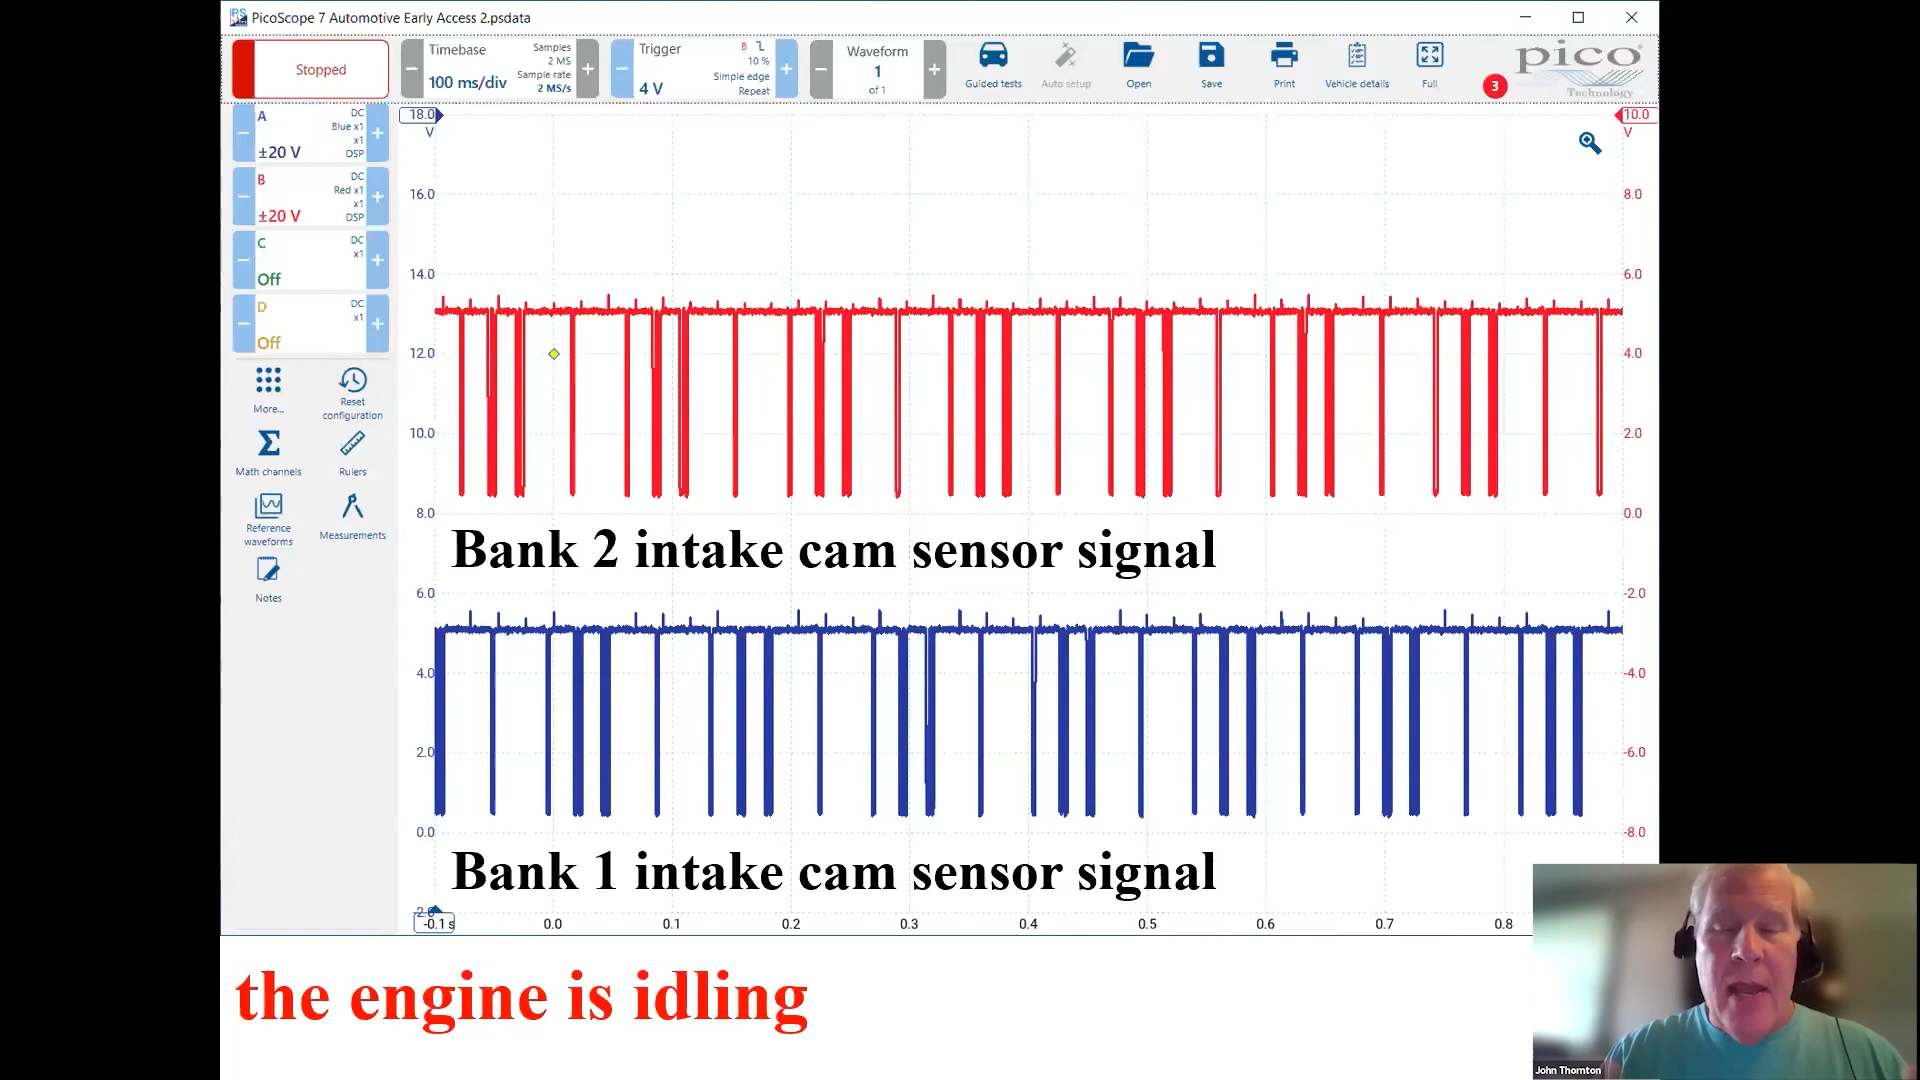 PS PicoScope 7 Automotive Early Access 2.psdata
Stopped
Timebase
100 ms/div
Samples
2 MS
Sample rate
2 MS/s
Trigger
4 V
B
10 %
Simple edge
Repeat
Waveform
1
of 1
Guided tests
Auto setup
Open
Save
Print
Vehicle details
Full
3
pico
Technology
A
±20 V
DC
Blue x1
x1
DSP
B
±20 V
DC
Red x1
x1
DSP
C
Off
DC
x1
D
Off
DC
x1
More...
Reset
configuration
Math channels
Rulers
Reference
waveforms
Measurements
Notes
18.0
V
16.0
14.0
12.0
10.0
8.0
6.0
4.0
2.0
0.0
-2.0
10.0
V
8.0
6.0
4.0
2.0
0.0
-2.0
-4.0
-6.0
-8.0
Bank 2 intake cam sensor signal
Bank 1 intake cam sensor signal
-0.1 s 0.0 0.1 0.2 0.3 0.4 0.5 0.6 0.7 0.8
the engine is idling
John Thornton